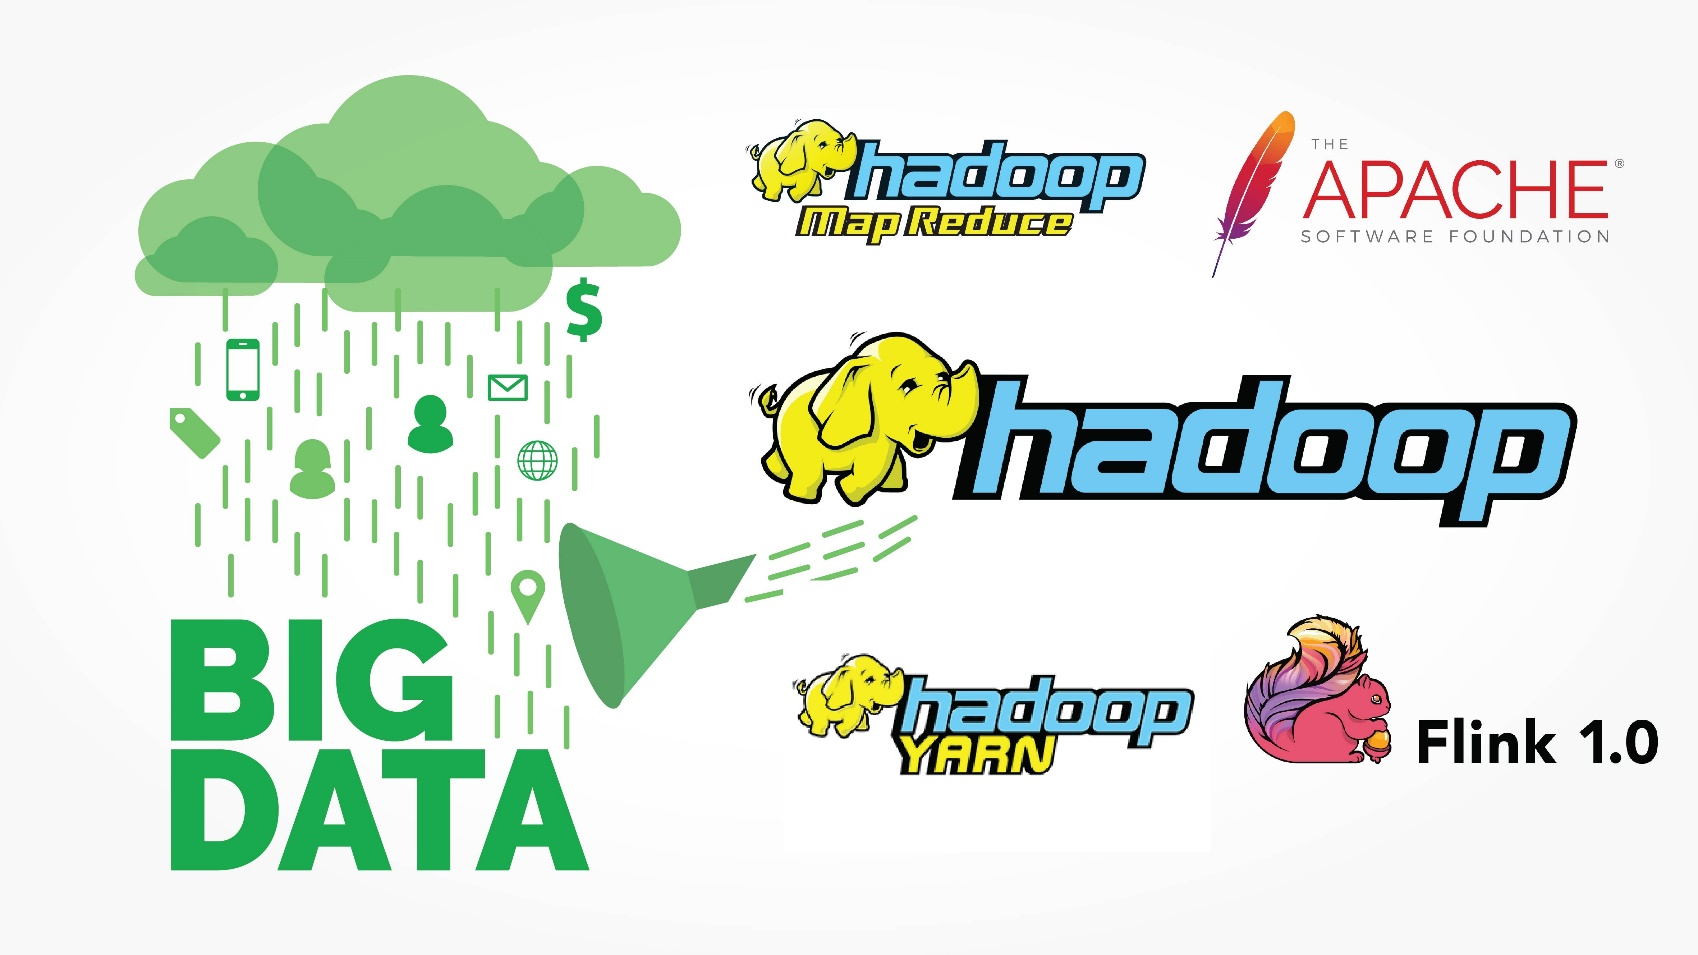 hadoop
Map Reduce
THE
APACHE®
SOFTWARE FOUNDATION
$
hadoop
BIG
DATA
hadoop
YARN
Flink 1.0